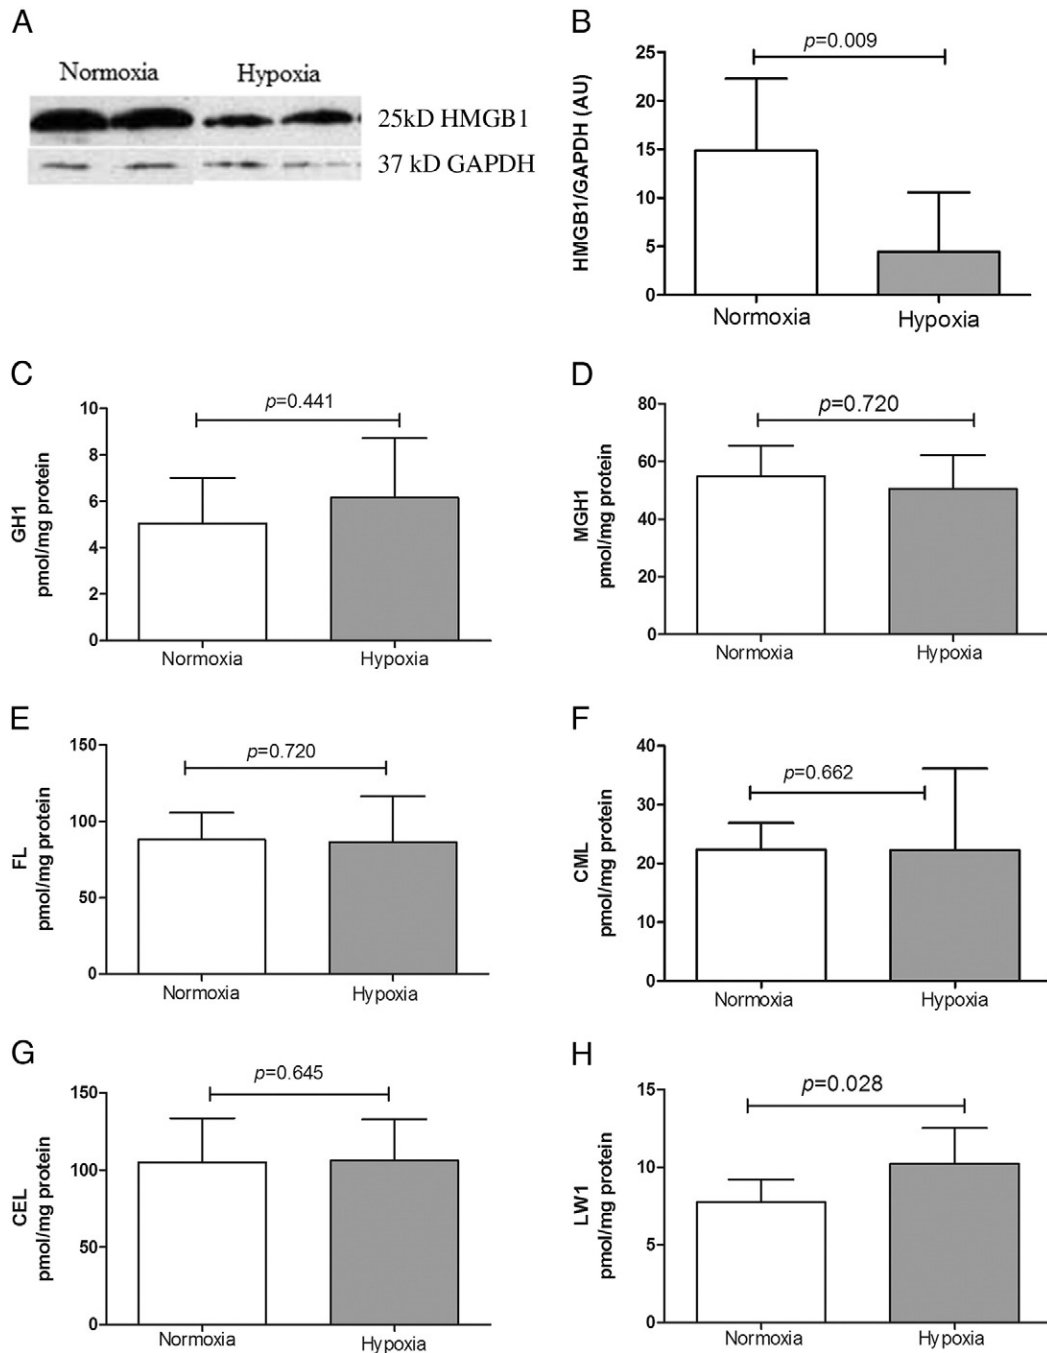 A
Normoxia Hypoxia
25kD HMGB1
37 kD GAPDH
B
HMGB1/GAPDH (AU)
25
20
15
10
5
0
p=0.009
Normoxia Hypoxia
C
GH1
pmol/mg protein
10
8
6
4
2
0
p=0.441
Normoxia Hypoxia
D
MGH1
pmol/mg protein
80
60
40
20
0
p=0.720
Normoxia Hypoxia
E
FL
pmol/mg protein
150
100
50
0
p=0.720
Normoxia Hypoxia
F
CML
pmol/mg protein
40
30
20
10
0
p=0.662
Normoxia Hypoxia
G
CEL
pmol/mg protein
150
100
50
0
p=0.645
Normoxia Hypoxia
H
LW1
pmol/mg protein
15
10
5
0
p=0.028
Normoxia Hypoxia